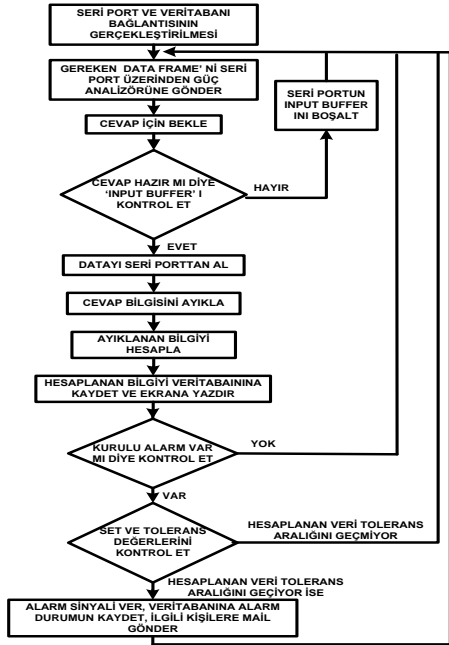 SERİ PORT VE VERİTABANI
BAĞLANTISININ
GERÇEKLEŞTİRİLMESİ
GEREKEN DATA FRAME' Nİ SERİ
PORT ÜZERİNDEN GÜÇ
ANALİZÖRÜNE GÖNDER
SERİ PORTUN
INPUT BUFFER
INI BOŞALT
CEVAP İÇİN BEKLE
CEVAP HAZIR MI DİYE
'INPUT BUFFER' I
KONTROL ET
HAYIR
EVET
DATAYI SERİ PORTTAN AL
CEVAP BİLGİSİNİ AYIKLA
AYIKLANAN BİLGİYİ
HESAPLA
HESAPLANAN BİLGİYİ VERİTABAININA
KAYDET VE EKRANA YAZDIR
KURULU ALARM VAR
MI DİYE KONTROL ET
YOK
VAR
SET VE TOLERANS
DEĞERLERİNİ
KONTROL ET
HESAPLANAN VERİ TOLERANS
ARALIĞINI GEÇMİYOR
HESAPLANAN VERİ TOLERANS
ARALIĞINI GEÇİYOR İSE
ALARM SİNYALİ VER, VERİTABANINA ALARM
DURUMUN KAYDET, İLGİLİ KİŞİLERE MAİL
GÖNDER